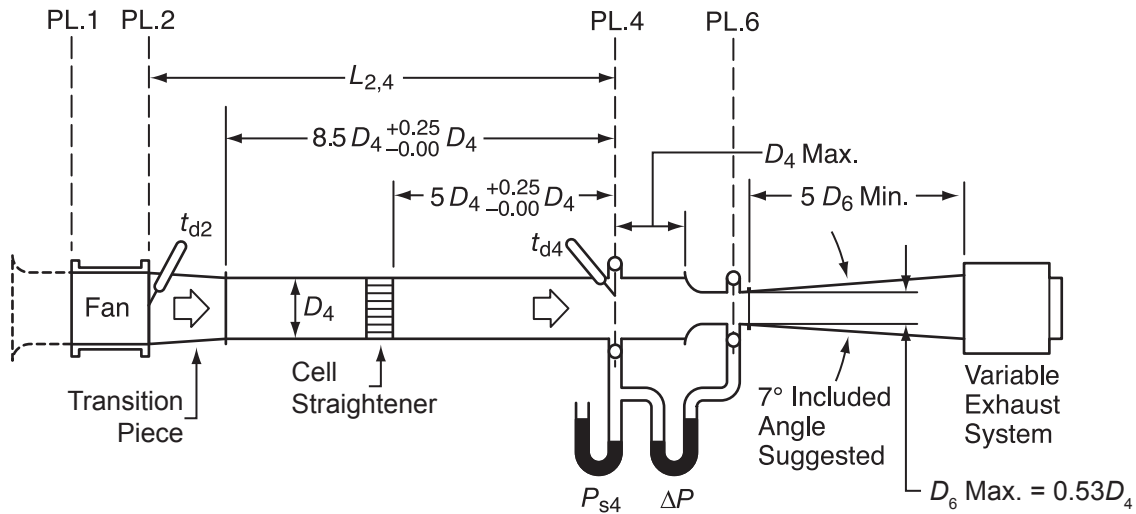 PL.1
PL.2
PL.4
PL.6
L2,4
8.5 D4 +0.25 -0.00 D4
D4 Max.
5 D4 +0.25 -0.00 D4
5 D6 Min.
td2
td4
Fan
D4
Transition
Piece
Cell
Straightener
7° Included
Angle
Suggested
Variable
Exhaust
System
Ps4
ΔP
D6 Max. = 0.53D4